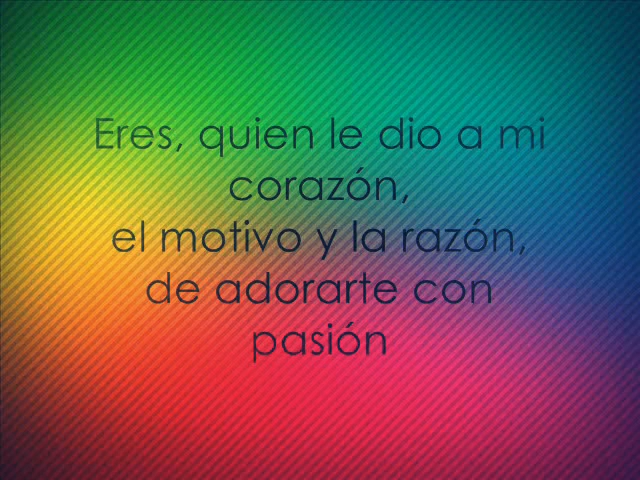 Eres, quien le dio a mi
corazón,
el motivo y la razón,
de adorarte con
pasión